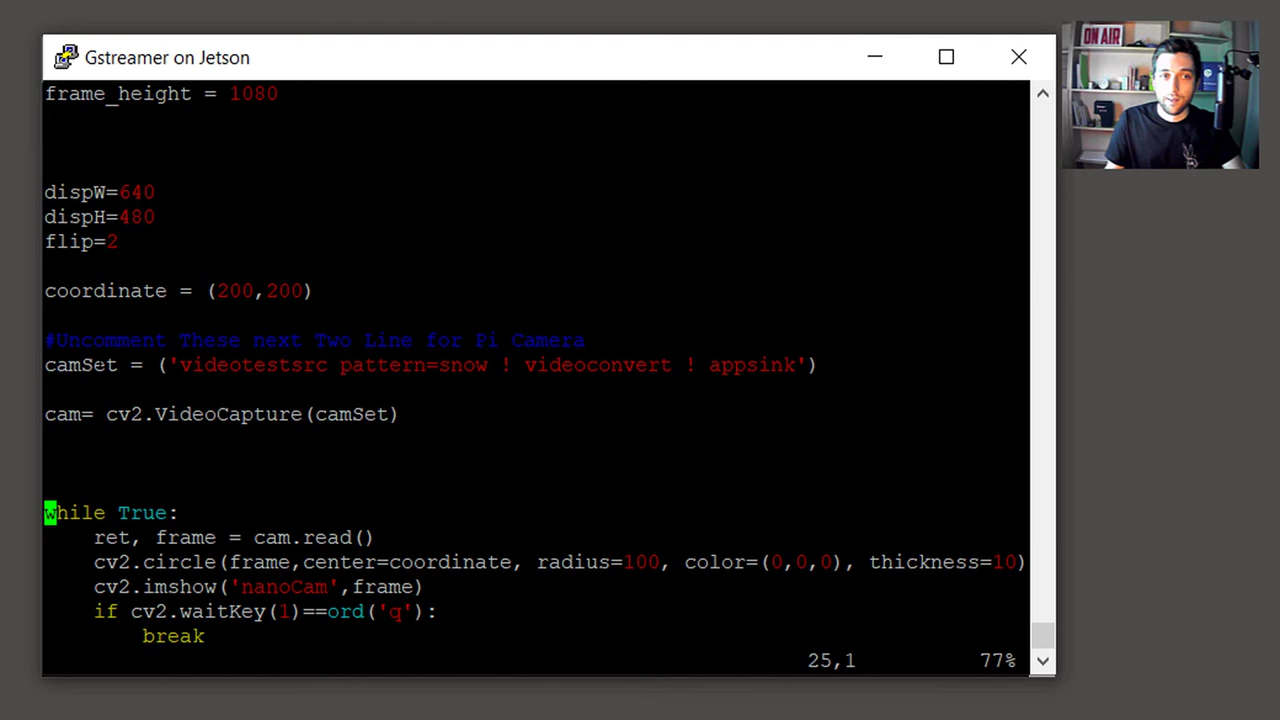 Gstreamer on Jetson
ON AIR
frame_height = 1080
dispW=640
dispH=480
flip=2
coordinate = (200,200)
#Uncomment These next Two Line for Pi Camera
camSet = ('videotestsrc pattern=snow ! videoconvert ! appsink')
cam= cv2.VideoCapture(camSet)
while True:
ret, frame = cam.read()
cv2.circle(frame,center=coordinate, radius=100, color=(0,0,0), thickness=10)
cv2.imshow('nanoCam',frame)
if cv2.waitKey(1)==ord('q'):
break
25,1 77%